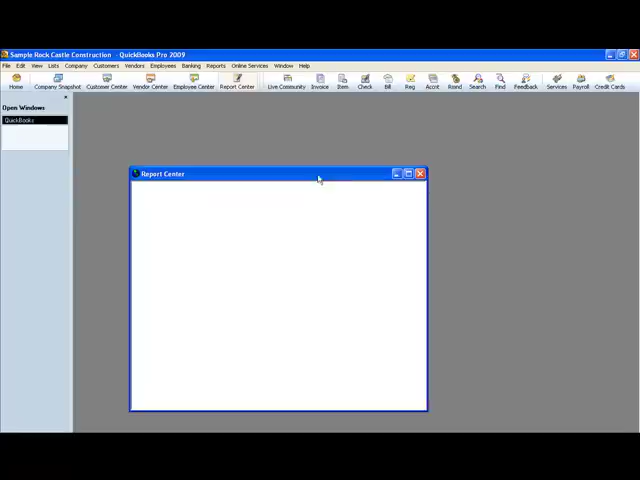 Sample Rock Castle Construction - QuickBooks Pro 2009
File Edit View Lists Company Customers Vendors Employees Banking Reports Online Services Window Help
Home Company Snapshot Customer Center Vendor Center Employee Center Report Center Live Community Invoice Item Check Bill Reg Accnt Rmnd Search Find Feedback Services Payroll Credit Cards
Open Windows
QuickBooks
Report Center